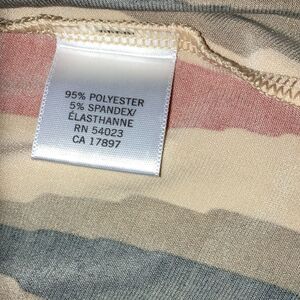 95% POLYESTER
5% SPANDEX/
ÉLASTHANNE
RN 54023
CA 17897